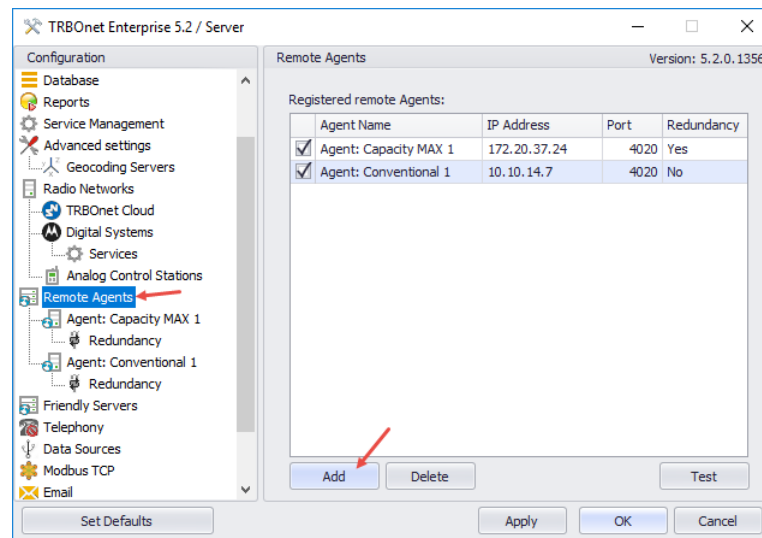 TRBOnet Enterprise 5.2 / Server
Configuration
Database
Reports
Service Management
Advanced settings
Geocoding Servers
Radio Networks
TRBOnet Cloud
Digital Systems
Services
Analog Control Stations
Remote Agents
Agent: Capacity MAX 1
Redundancy
Agent: Conventional 1
Redundancy
Friendly Servers
Telephony
Data Sources
Modbus TCP
Email
Set Defaults
Remote Agents Version: 5.2.0.1356
Registered remote Agents:
Agent Name IP Address Port Redundancy
Agent: Capacity MAX 1 172.20.37.24 4020 Yes
Agent: Conventional 1 10.10.14.7 4020 No
Add Delete Test
Apply OK Cancel